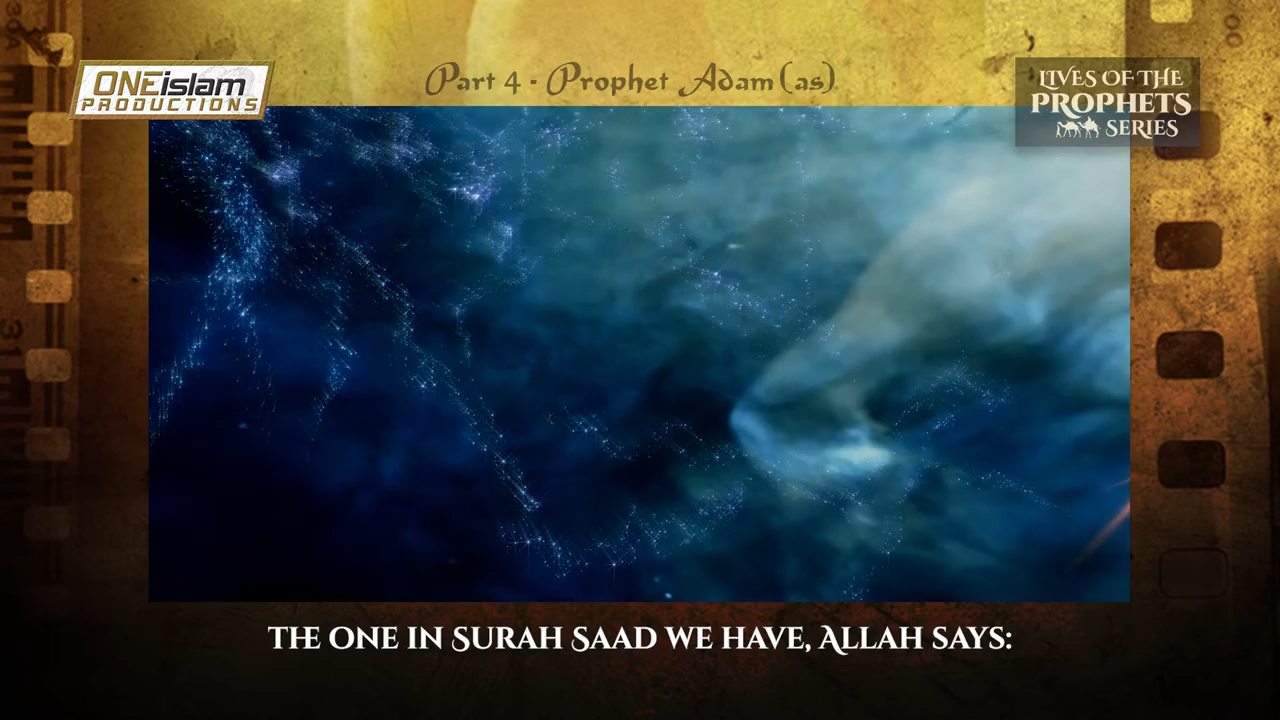 ONEislam
PRODUCTIONS
Part 4 - Prophet Adam (as)
LIVES OF THE
PROPHETS
SERIES
THE ONE IN SURAH SAAD WE HAVE, ALLAH SAYS: